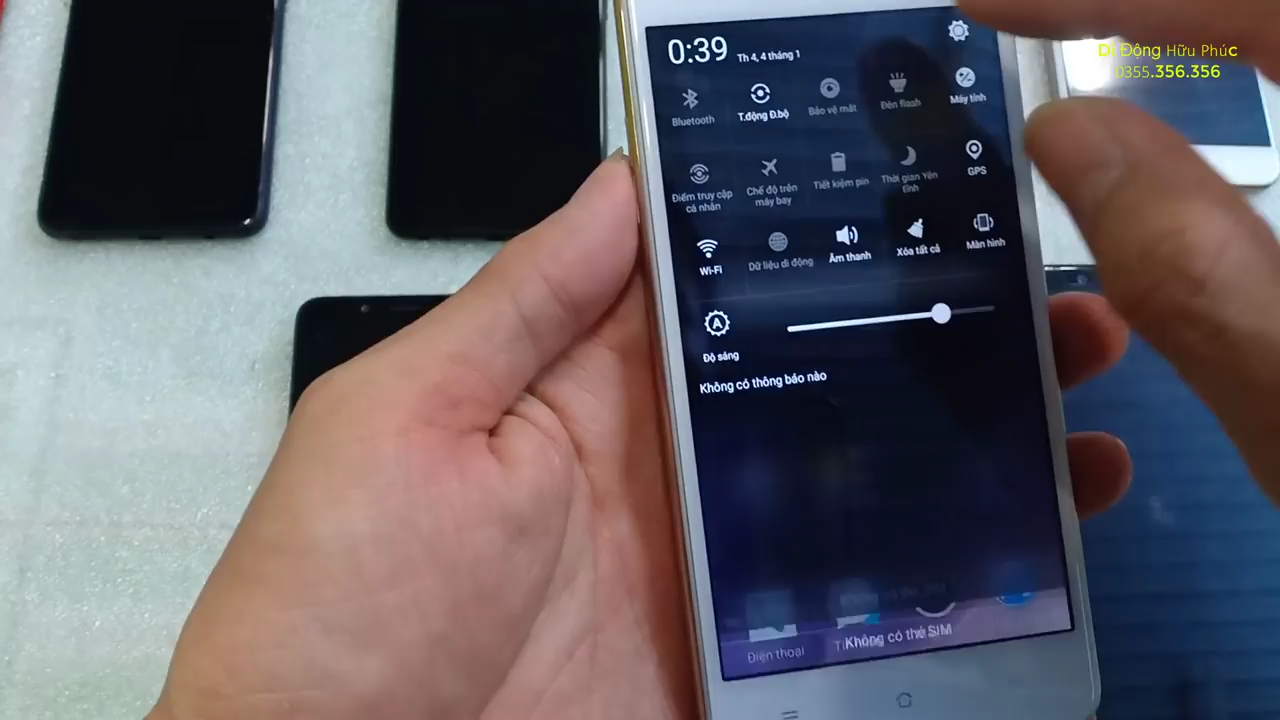 Di Động Hữu Phúc
0355.356.356
0:39 Th 4, 4 tháng 1
Bluetooth T.động Đ.bộ Bảo vệ mắt Đèn flash Máy tính
Điểm truy cập cá nhân Chế độ trên máy bay Tiết kiệm pin Thời gian Yên tĩnh GPS
Wi-Fi Dữ liệu di động Âm thanh Xóa tất cả Màn hình
Độ sáng
Không có thông báo nào
Không có thẻ SIM
Điện thoại